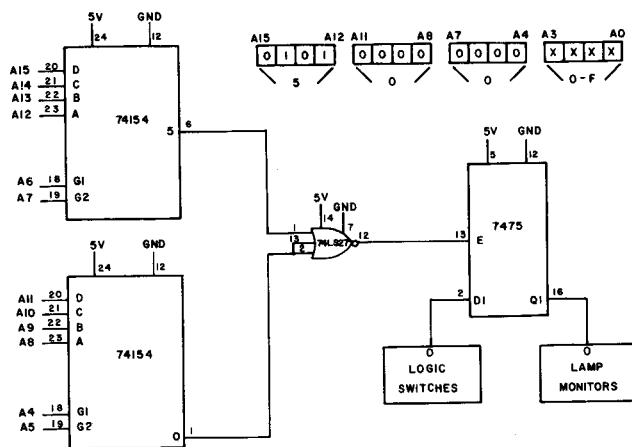 5V GND
24 12
A15 20 D
A14 21 C
A13 22 B
A12 23 A
74154
5 6
A6 18 G1
A7 19 G2
5V GND
24 12
A11 20 D
A10 21 C
A9 22 B
A8 23 A
74154
A4 18 G1
A5 19 G2
0 1
A15 A12 A11 A8 A7 A4 A3 A0
0 1 0 1 0 0 0 0 0 0 0 0 X X X X
5 0 0 0-F
5V GND
14 7
1
13
2
74LS27
12
5V GND
5 12
7475
13 E
2 D1 Q1 16
0
LOGIC
SWITCHES
0
LAMP
MONITORS